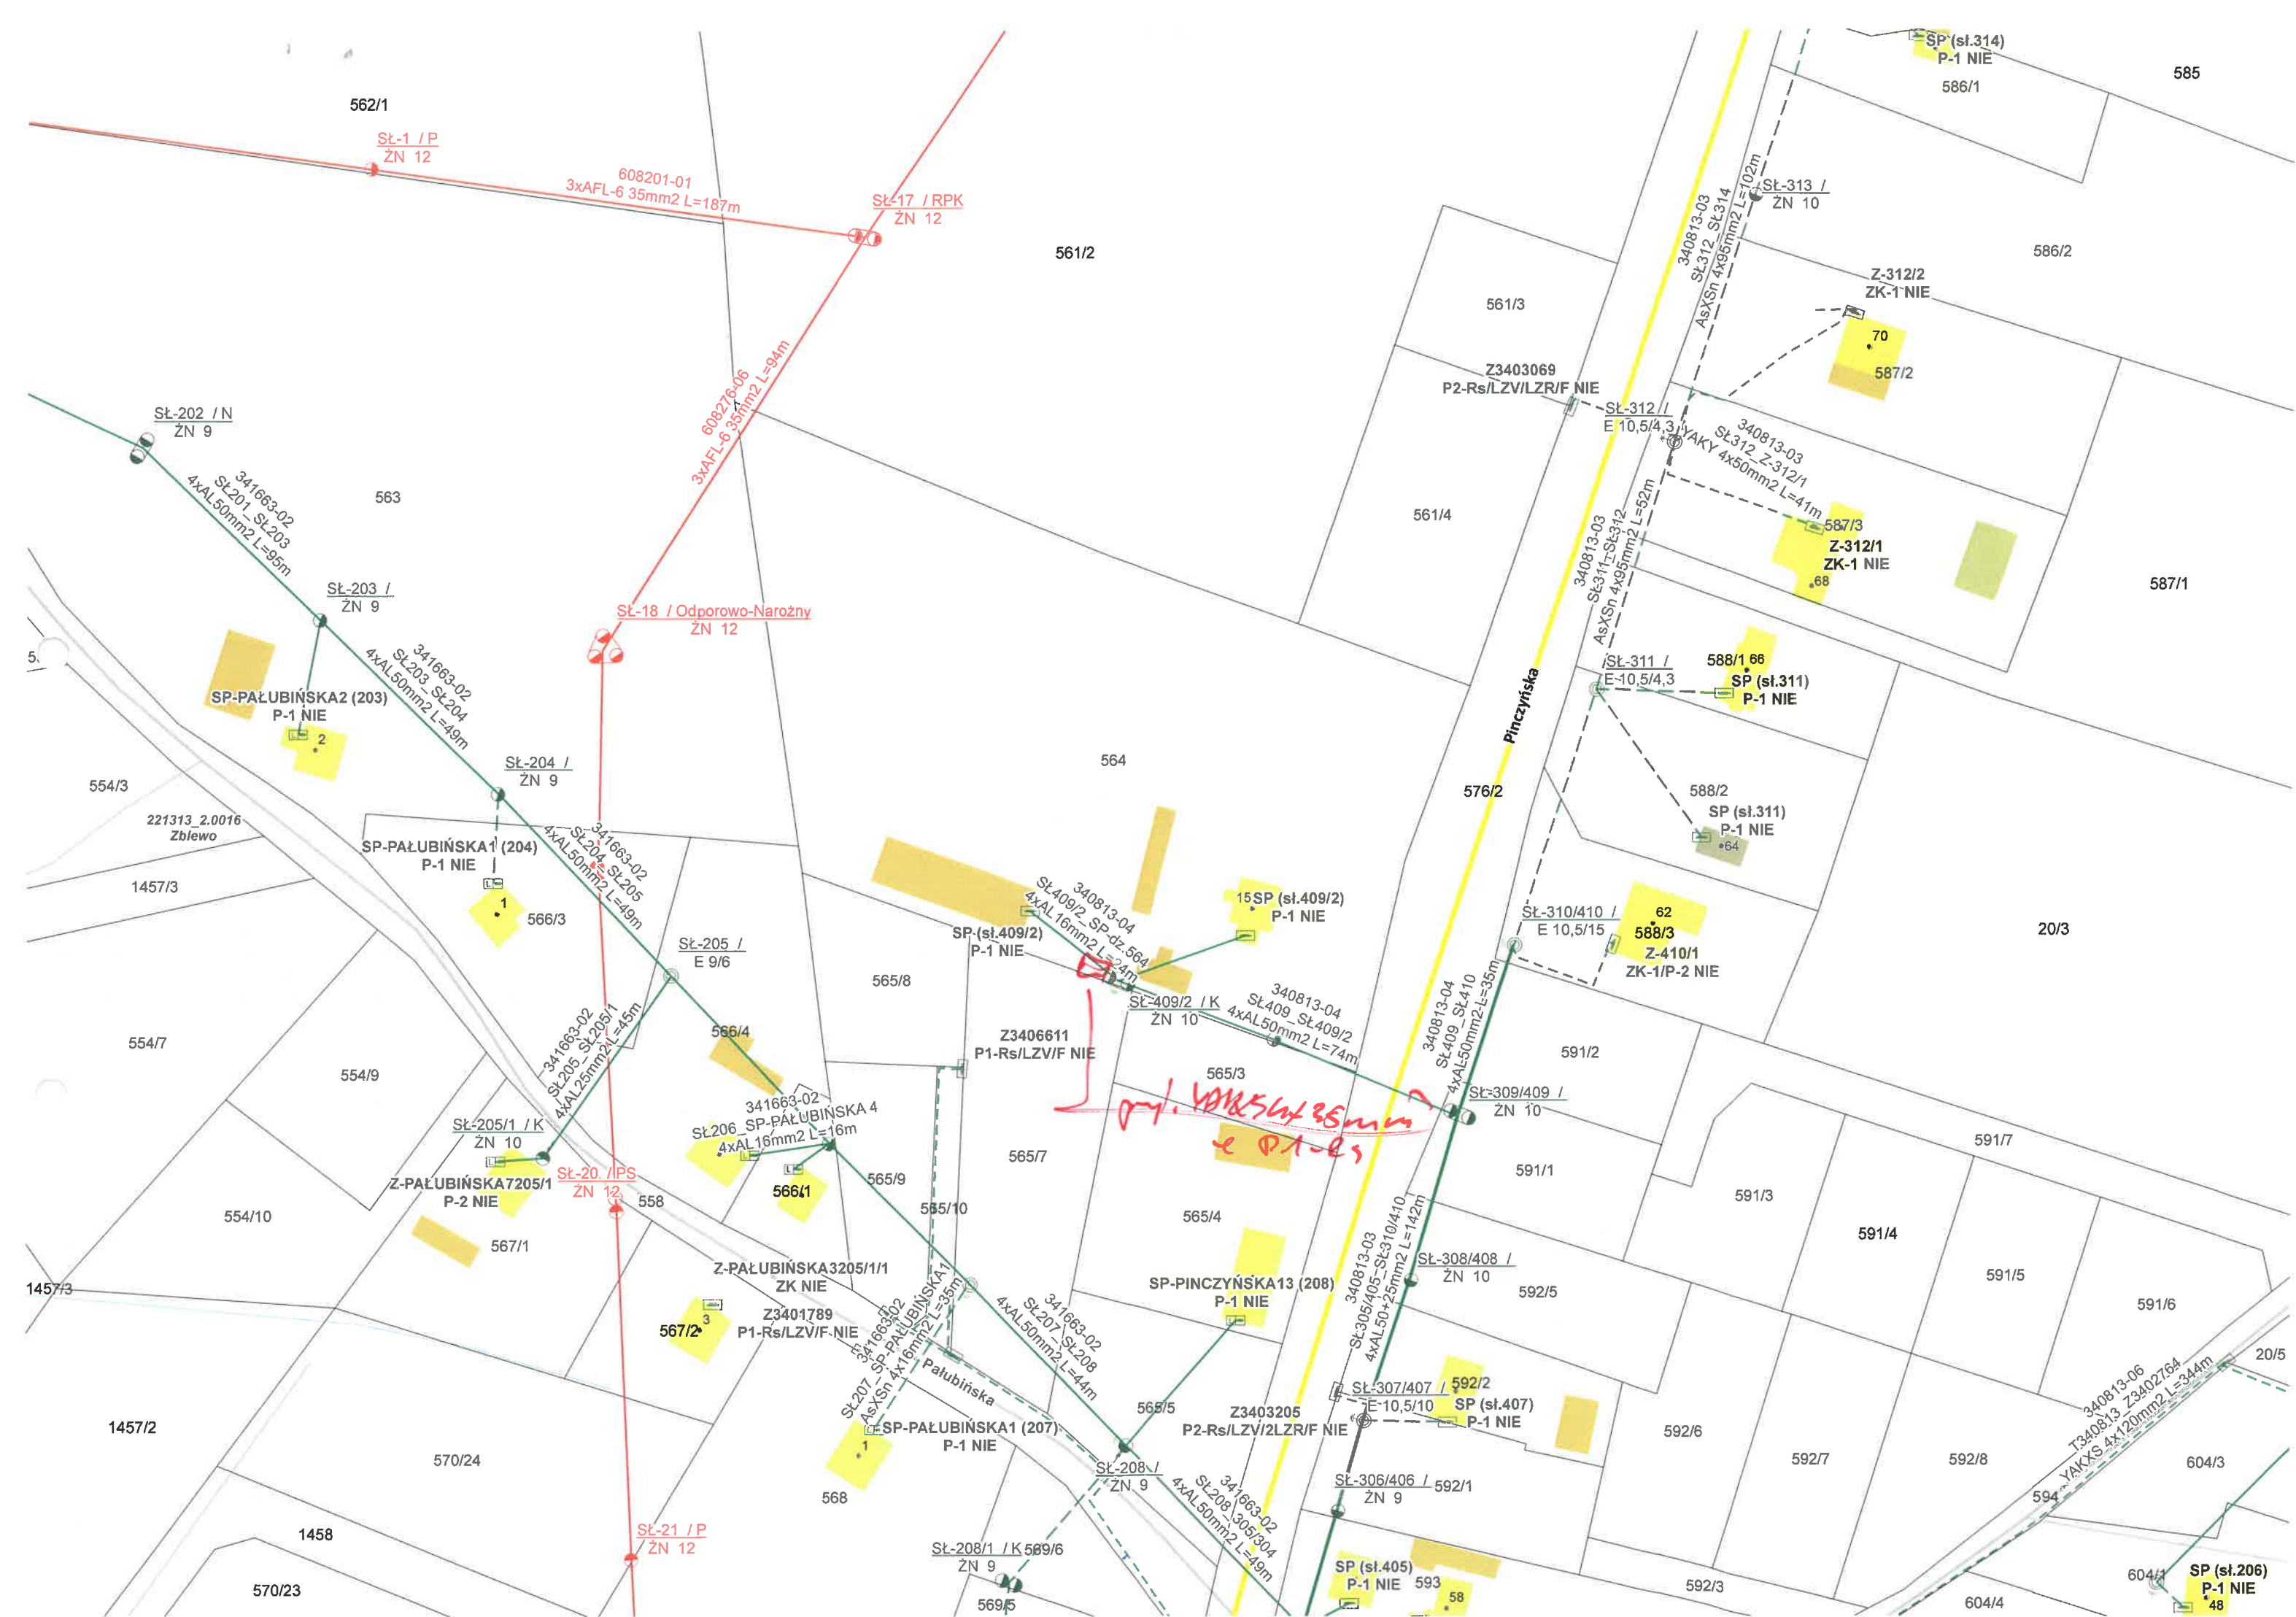 SP (sł.314)
P-1 NIE
585
586/1
562/1
SŁ-1 / P
ŻN 12
608201-01
3xAFL-6 35mm2 L=187m
SŁ-17 / RPK
ŻN 12
561/2
340813-03
SŁ312_SŁ314
AsXSn 4x95mm2 L=102m
SŁ-313 /
ŻN 10
586/2
Z-312/2
ZK-1 NIE
561/3
70
587/2
Z3403069
P2-Rs/LZV/LZR/F NIE
SŁ-312 /
E 10,5/4,3
340813-03
SŁ312_Z-312/1
YAKY 4x50mm2 L=41m
608276-06
3xAFL-6 35mm2 L=94m
SŁ-202 / N
ŻN 9
341663-02
SŁ201_SŁ203
4xAL50mm2 L=95m
563
561/4
340813-03
SŁ311_SŁ312
AsXSn 4x95mm2 L=52m
587/3
Z-312/1
ZK-1 NIE
68
587/1
SŁ-203 /
ŻN 9
SŁ-18 / Odporowo-Narożny
ŻN 12
341663-02
SŁ203_SŁ204
4xAL50mm2 L=49m
SP-PAŁUBIŃSKA2 (203)
P-1 NIE
2
SŁ-311 /
E 10,5/4,3
588/1 66
SP (sł.311)
P-1 NIE
Pinczyńska
SŁ-204 /
ŻN 9
564
576/2
588/2
SP (sł.311)
P-1 NIE
64
554/3
221313_2.0016
Zblewo
341663-02
SŁ204_SŁ205
4xAL50mm2 L=49m
SP-PAŁUBIŃSKA1 (204)
P-1 NIE
1457/3
1
566/3
340813-04
SŁ409/2_SP-dz.564
4xAL16mm2 L=24m
15
SP (sł.409/2)
P-1 NIE
SP (sł.409/2)
P-1 NIE
SŁ-310/410 /
E 10,5/15
62
588/3
Z-410/1
ZK-1/P-2 NIE
20/3
SŁ-205 /
E 9/6
565/8
SŁ-409/2 / K
ŻN 10
340813-04
SŁ409_SŁ409/2
4xAL50mm2 L=74m
340813-04
SŁ409_SŁ410
4xAL50mm2 L=35m
341663-02
SŁ205_SŁ205/1
4xAL25mm2 L=45m
566/4
Z3406611
P1-Rs/LZV/F NIE
554/7
554/9
565/3
591/2
SŁ-309/409 /
ŻN 10
341663-02
SŁ206_SP-PAŁUBIŃSKA 4
4xAL16mm2 L=16m
SŁ-205/1 / K
ŻN 10
Z-PAŁUBIŃSKA7205/1
P-2 NIE
SŁ-20 / PS
ŻN 12
558
566/1
565/9
565/7
565/10
565/4
591/1
591/7
591/3
591/4
591/5
591/6
554/10
567/1
1457/3
Z-PAŁUBIŃSKA3205/1/1
ZK NIE
Z3401789
P1-Rs/LZV/F NIE
567/2
3
SP-PINCZYŃSKA13 (208)
P-1 NIE
340813-03
SŁ305/405_SŁ310/410
4xAL50+25mm2 L=142m
SŁ-308/408 /
ŻN 10
592/5
341663-02
SŁ207_SP-PAŁUBIŃSKA1
AsXSn 4x16mm2 L=35m
341663-02
SŁ207_SŁ208
4xAL50mm2 L=44m
Pałubińska
1457/2
570/24
SP-PAŁUBIŃSKA1 (207)
P-1 NIE
1
565/5
Z3403205
P2-Rs/LZV/2LZR/F NIE
SŁ-307/407 /
E 10,5/10
592/2
SP (sł.407)
P-1 NIE
592/6
592/7
592/8
340813-06
T340813_Z3402764
YAKXS 4x120mm2 L=344m
20/5
604/3
568
SŁ-208 /
ŻN 9
341663-02
SŁ208_305/304
4xAL50mm2 L=49m
SŁ-306/406 /
ŻN 9
592/1
594
1458
SŁ-21 / P
ŻN 12
SŁ-208/1 / K
ŻN 9
569/6
569/5
570/23
SP (sł.405)
P-1 NIE
593
58
592/3
604/4
604/1
SP (sł.206)
P-1 NIE
48